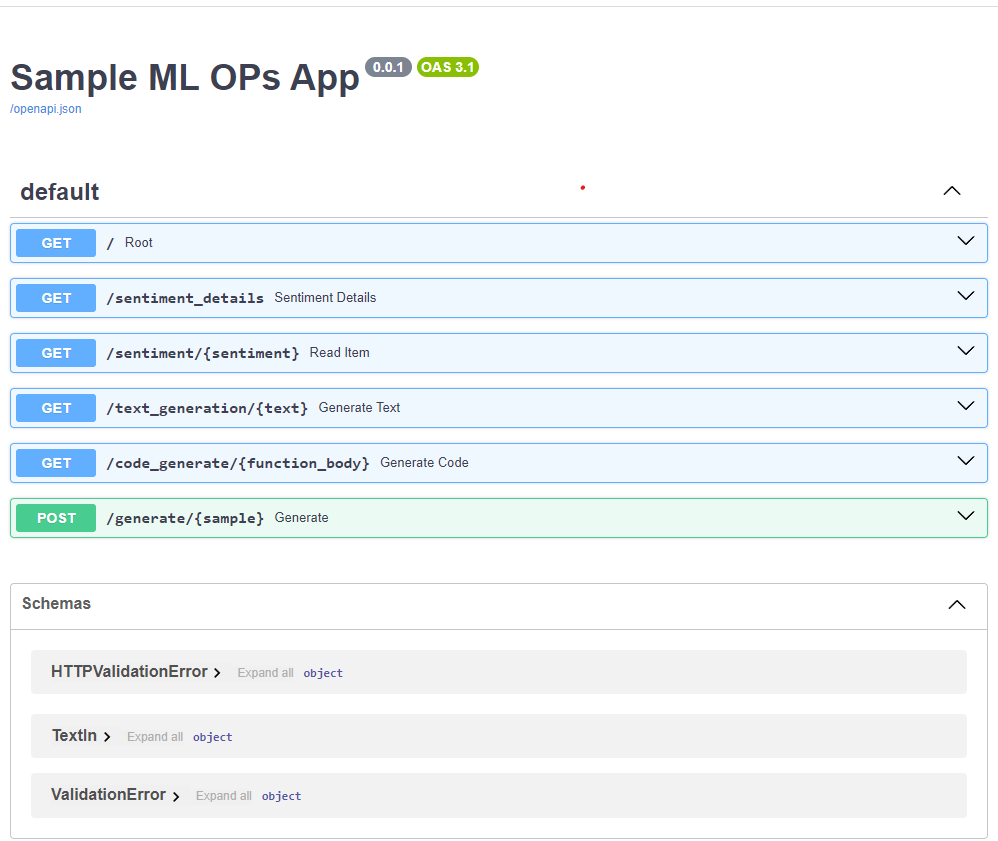 Sample ML OPs App 0.0.1 OAS 3.1
/openapi.json
default
GET / Root
GET /sentiment_details Sentiment Details
GET /sentiment/{sentiment} Read Item
GET /text_generation/{text} Generate Text
GET /code_generate/{function_body} Generate Code
POST /generate/{sample} Generate
Schemas
HTTPValidationError Expand all object
TextIn Expand all object
ValidationError Expand all object